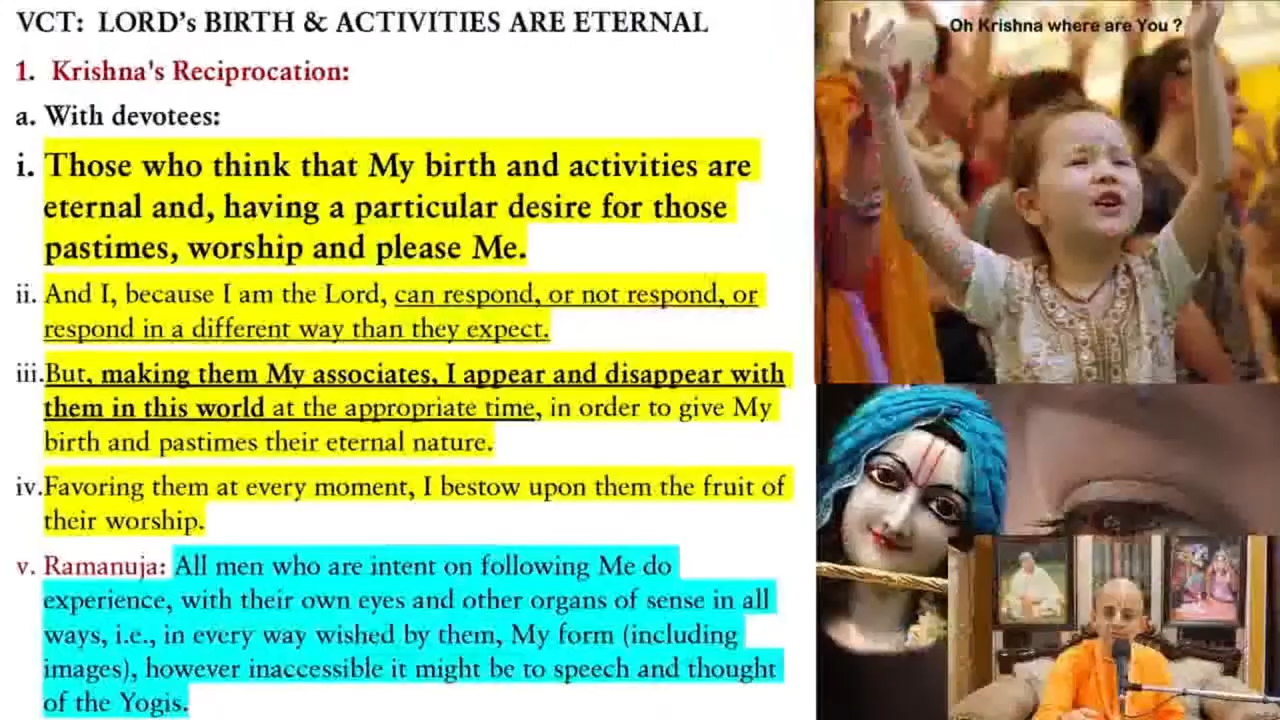 VCT: LORD's BIRTH & ACTIVITIES ARE ETERNAL
1. Krishna's Reciprocation:
a. With devotees:
i. Those who think that My birth and activities are
eternal and, having a particular desire for those
pastimes, worship and please Me.
ii. And I, because I am the Lord, can respond, or not respond, or
respond in a different way than they expect.
iii. But, making them My associates, I appear and disappear with
them in this world at the appropriate time, in order to give My
birth and pastimes their eternal nature.
iv. Favoring them at every moment, I bestow upon them the fruit of
their worship.
v. Ramanuja: All men who are intent on following Me do
experience, with their own eyes and other organs of sense in all
ways, i.e., in every way wished by them, My form (including
images), however inaccessible it might be to speech and thought
of the Yogis.
Oh Krishna where are You ?